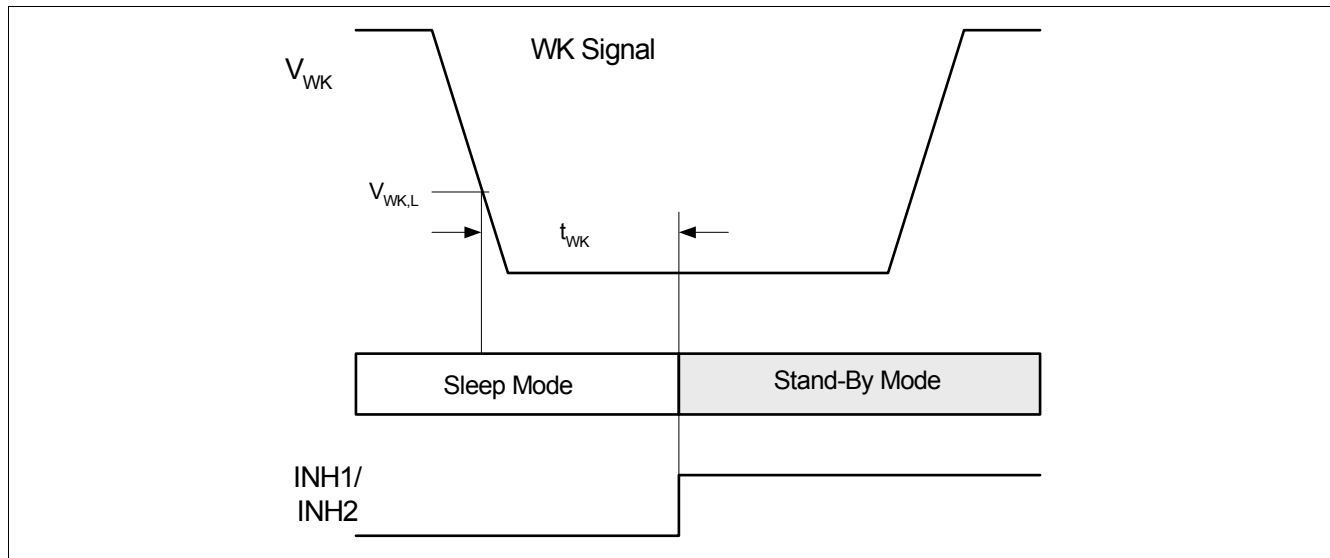 WK Signal
V_WK
V_WK,L
t_WK
Sleep Mode
Stand-By Mode
INH1/
INH2